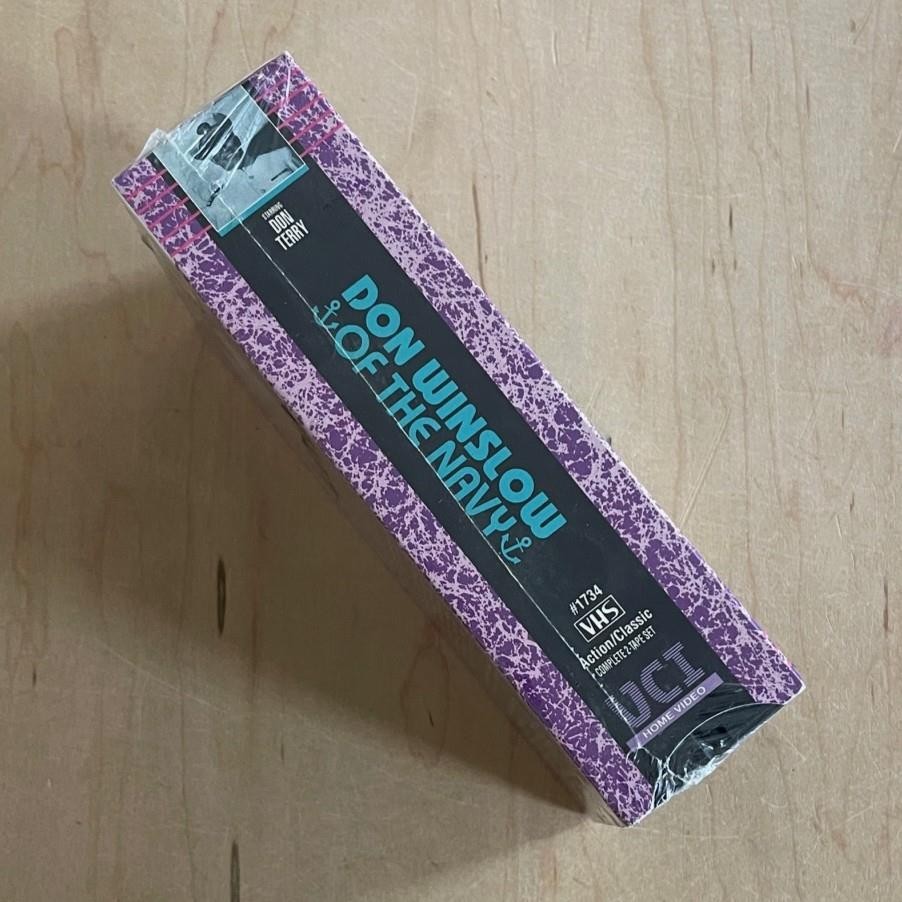 STARRING
DON
TERRY
DON WINSLOW
OF THE NAVY
#1734
VHS
Action/Classic
COMPLETE 2-TAPE SET
UCI
HOME VIDEO